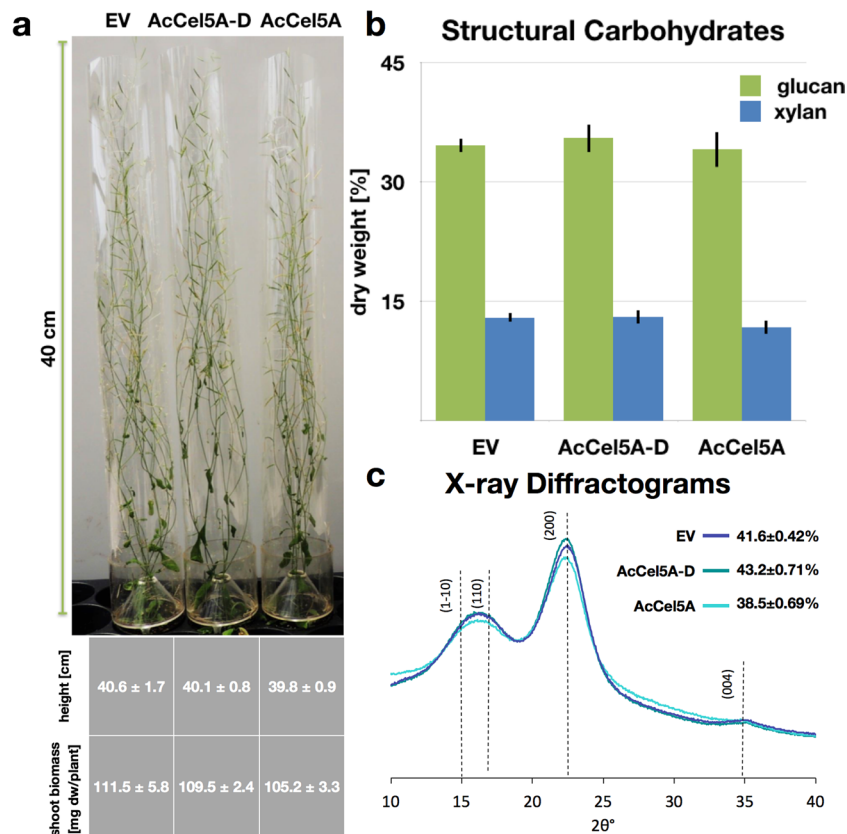 a
EV AcCel5A-D AcCel5A
40 cm
height [cm]
40.6 ± 1.7 40.1 ± 0.8 39.8 ± 0.9
shoot biomass
[mg dw/plant]
111.5 ± 5.8 109.5 ± 2.4 105.2 ± 3.3
b
Structural Carbohydrates
dry weight [%]
45
30
15
glucan
xylan
EV AcCel5A-D AcCel5A
c
X-ray Diffractograms
(1-10) (110) (200) (004)
EV 41.6±0.42%
AcCel5A-D 43.2±0.71%
AcCel5A 38.5±0.69%
10 15 20 25 30 35 40
2θ°